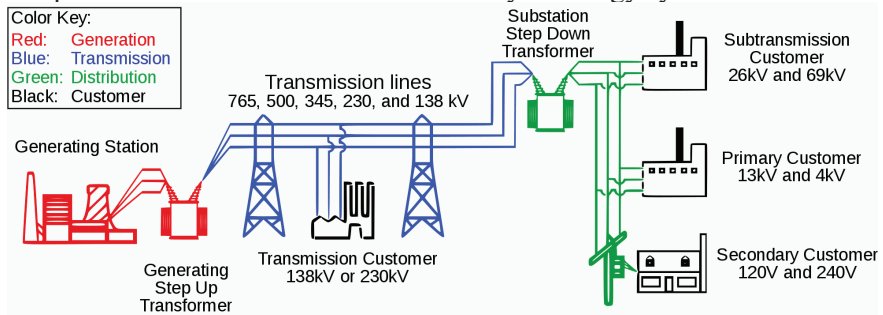 Color Key:
Red: Generation
Blue: Transmission
Green: Distribution
Black: Customer
Substation
Step Down
Transformer
Subtransmission
Customer
26kV and 69kV
Transmission lines
765, 500, 345, 230, and 138 kV
Generating Station
Primary Customer
13kV and 4kV
Transmission Customer
138kV or 230kV
Generating
Step Up
Transformer
Secondary Customer
120V and 240V